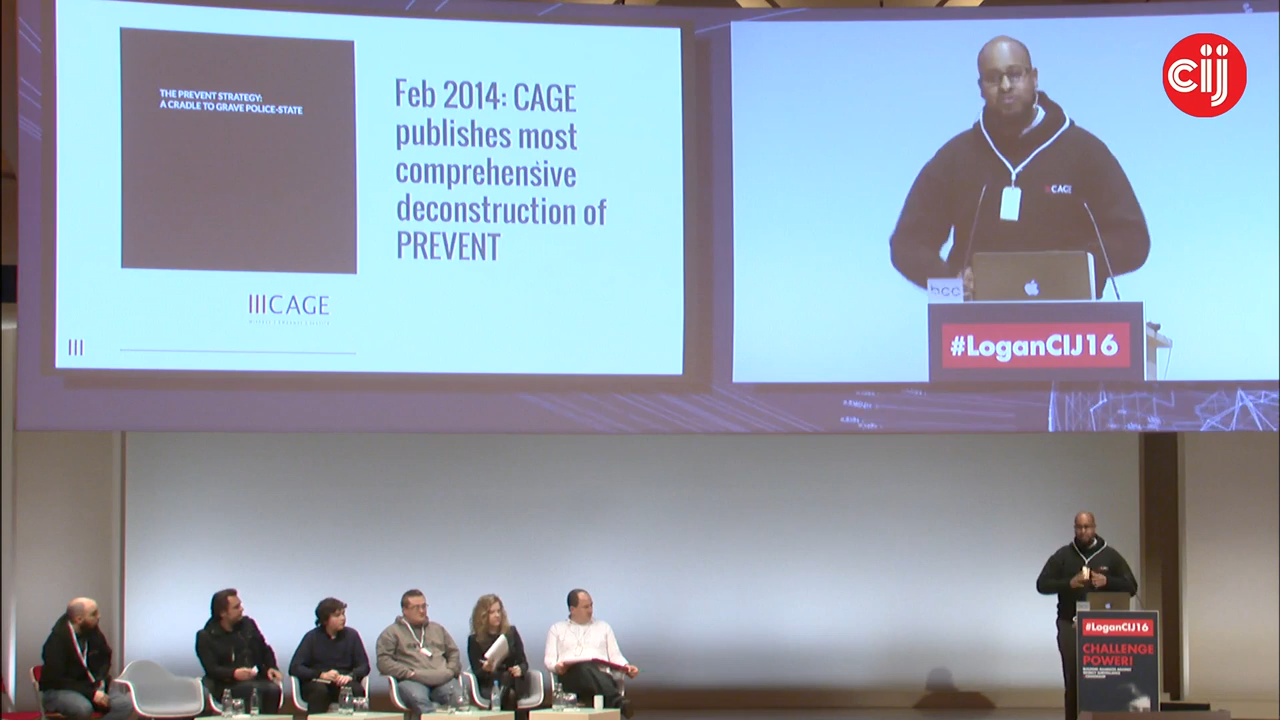 THE PREVENT STRATEGY:
A CRADLE TO GRAVE POLICE-STATE
Feb 2014: CAGE
publishes most
comprehensive
deconstruction of
PREVENT
CAGE
cij
CAGE
bcc
#LoganCIJ16
#LoganCIJ16
CHALLENGE
POWER!